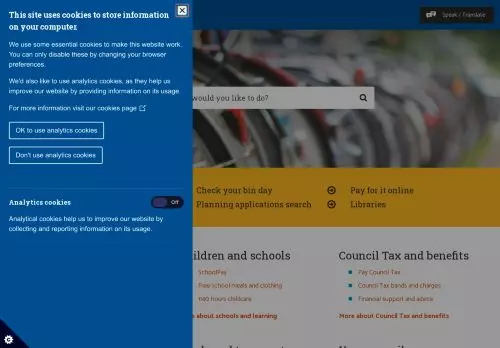 This site uses cookies to store information
on your computer.
We use some essential cookies to make this website work.
You can only disable these by changing your browser
preferences.
We'd also like to use analytics cookies, as they help us
improve our website by providing information on its usage.
For more information visit our cookies page
OK to use analytics cookies
Don't use analytics cookies
Analytics cookies
Off
Analytical cookies help us to improve our website by
collecting and reporting information on its usage.
Speak / Translate
would you like to do?
Check your bin day
Pay for it online
Planning applications search
Libraries
ildren and schools
Council Tax and benefits
SchoolPay
Pay Council Tax
Free school meals and clothing
Council Tax bands and charges
1140 hours childcare
Financial support and advice
about schools and learning
More about Council Tax and benefits